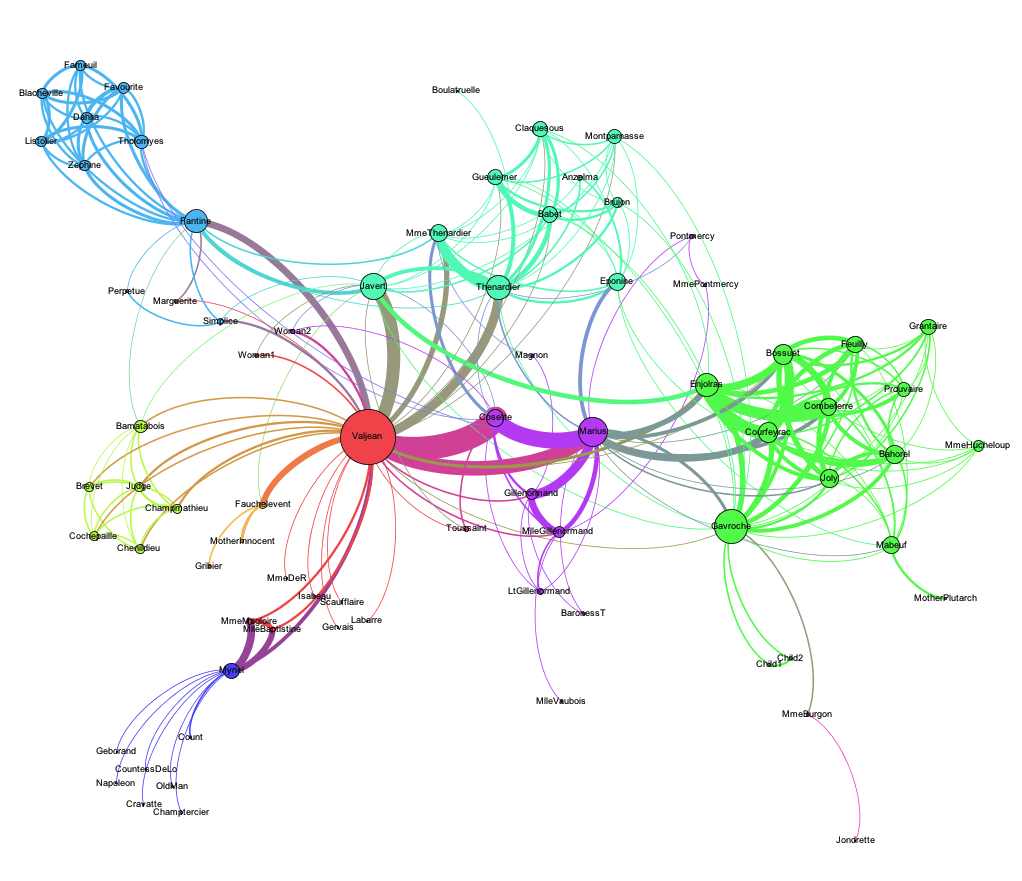 Fameuil
Blacheville
Favourite
Dahlia
Listolier
Tholomyes
Zephine
Fantine
Boulatruelle
Claquesous
Montparnasse
Gueulemer
Anzelma
Brujon
Babet
MmeThenardier
Pontmercy
Perpetue
Marguerite
Javert
Thenardier
Eponine
MmePontmercy
Simplice
Woman2
Woman1
Magnon
Grantaire
Bossuet
Feuilly
Enjolras
Prouvaire
Combeferre
Cosette
Valjean
Marius
Courfeyrac
MmeHucheloup
Bahorel
Bamatabois
Joly
Brevet
Judge
Champmathieu
Fauchelevent
Gillenormand
Cochepaille
Chenildieu
MotherInnocent
Toussaint
MlleGillenormand
Gavroche
Mabeuf
Gribier
MmeDeR
Isabeau
Scaufflaire
LtGillenormand
MotherPlutarch
MmeMagloire
MlleBaptistine
Gervais
Labarre
BaronessT
Myriel
Child2
Child1
MlleVaubois
MmeBurgon
Count
Geborand
CountessDeLo
Napoleon
OldMan
Cravatte
Champtercier
Jondrette